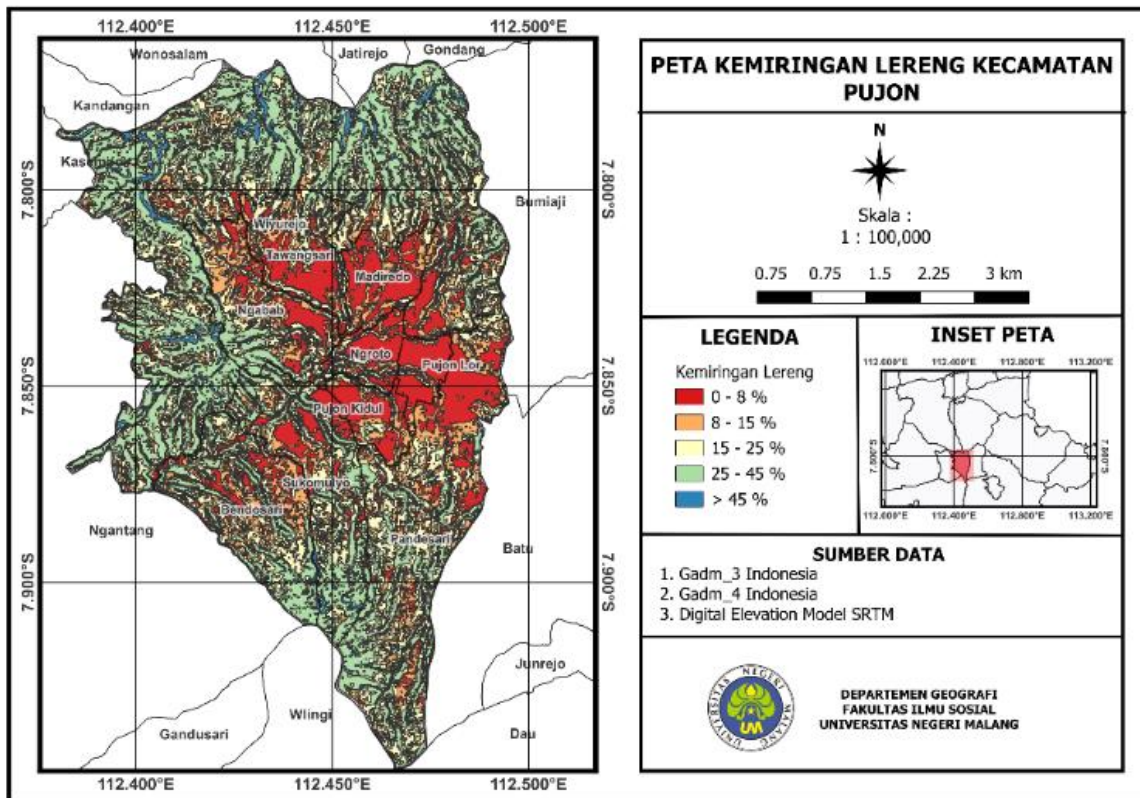 112.400°E
112.450°E
112.500°E
Wonosalam
Jatirejo
Gondang
Kandangan
7.800°S
7.800°S
Bumiaji
Wiyurejo
Tawangsari
Madiredo
Ngabab
Ngroto
Pujon Lor
7.850°S
7.850°S
Pujon Kidul
Sukomulyo
Bendosari
Pandesari
Ngantang
Batu
7.900°S
7.900°S
Junrejo
Wlingi
Gandusari
Dau
112.400°E
112.450°E
112.500°E
PETA KEMIRINGAN LERENG KECAMATAN
PUJON
N
Skala :
1 : 100,000
0.75 0.75 1.5 2.25 3 km
LEGENDA
Kemiringan Lereng
0 - 8 %
8 - 15 %
15 - 25 %
25 - 45 %
> 45 %
INSET PETA
112.000°E 112.400°E 112.800°E 113.200°E
112.000°E 112.400°E 112.800°E 113.200°E
SUMBER DATA
1. Gadm_3 Indonesia
2. Gadm_4 Indonesia
3. Digital Elevation Model SRTM
UNIVERSITAS NEGERI MALANG
UM
DEPARTEMEN GEOGRAFI
FAKULTAS ILMU SOSIAL
UNIVERSITAS NEGERI MALANG